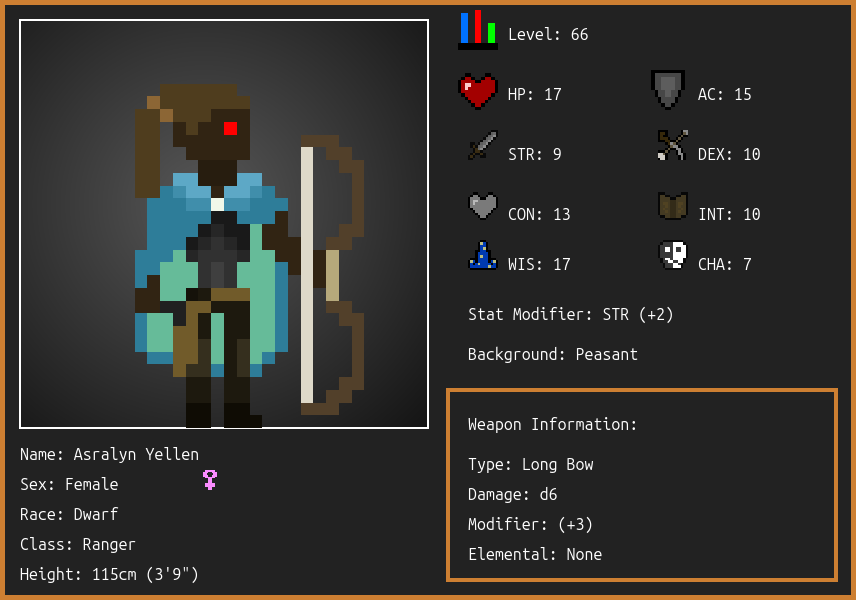 Level: 66
HP: 17
AC: 15
STR: 9
DEX: 10
CON: 13
INT: 10
WIS: 17
CHA: 7
Stat Modifier: STR (+2)
Background: Peasant
Weapon Information:
Type: Long Bow
Damage: d6
Modifier: (+3)
Elemental: None
Name: Asralyn Yellen
Sex: Female
Race: Dwarf
Class: Ranger
Height: 115cm (3'9")